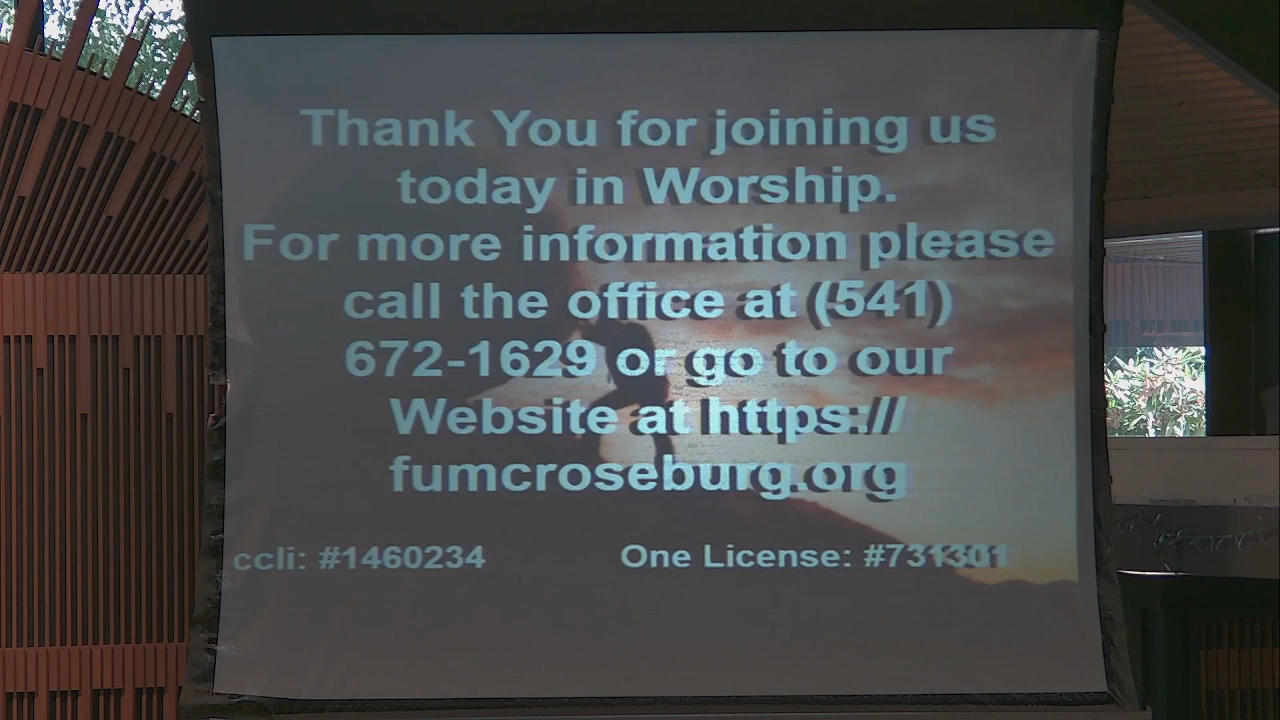 Thank You for joining us
today in Worship.
For more information please
call the office at (541)
672-1629 or go to our
Website at https://
fumcroseburg.org
ccli: #1460234 One License: #731301